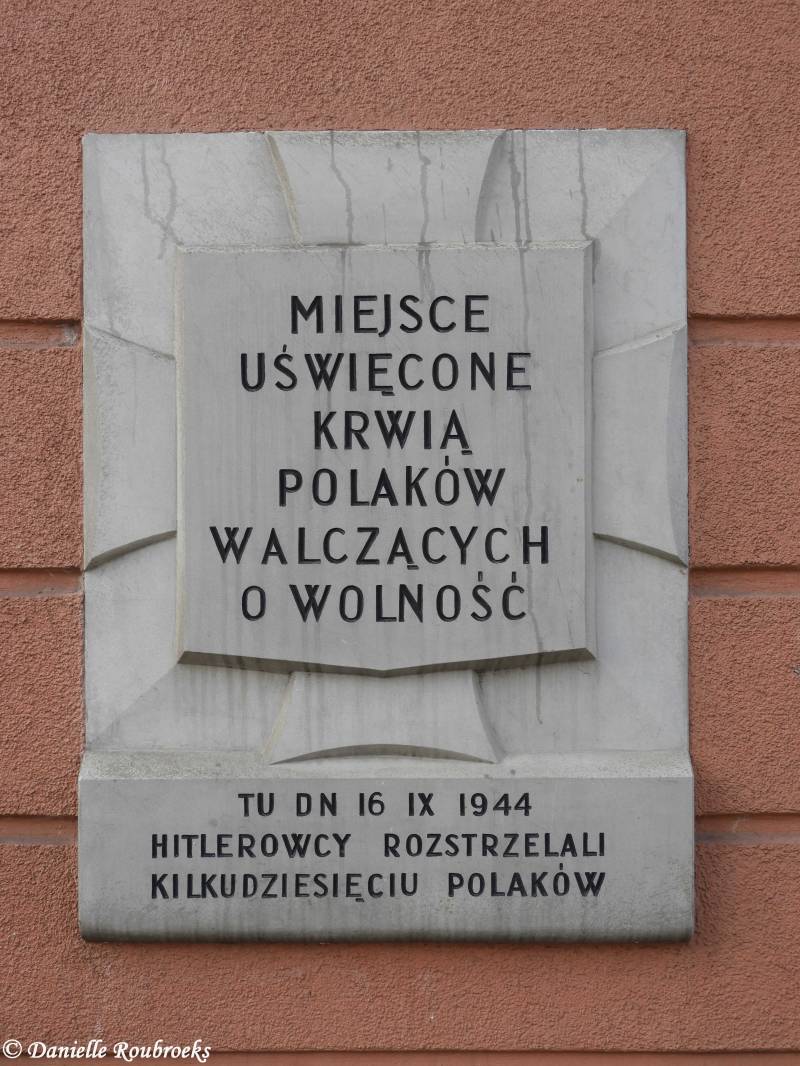 MIEJSCE
UŚWIĘCONE
KRWIĄ
POLAKÓW
WALCZĄCYCH
O WOLNOŚĆ
TU DN 16 IX 1944
HITLEROWCY ROZSTRZELALI
KILKUDZIESIĘCIU POLAKÓW
© Danielle Roubroeks